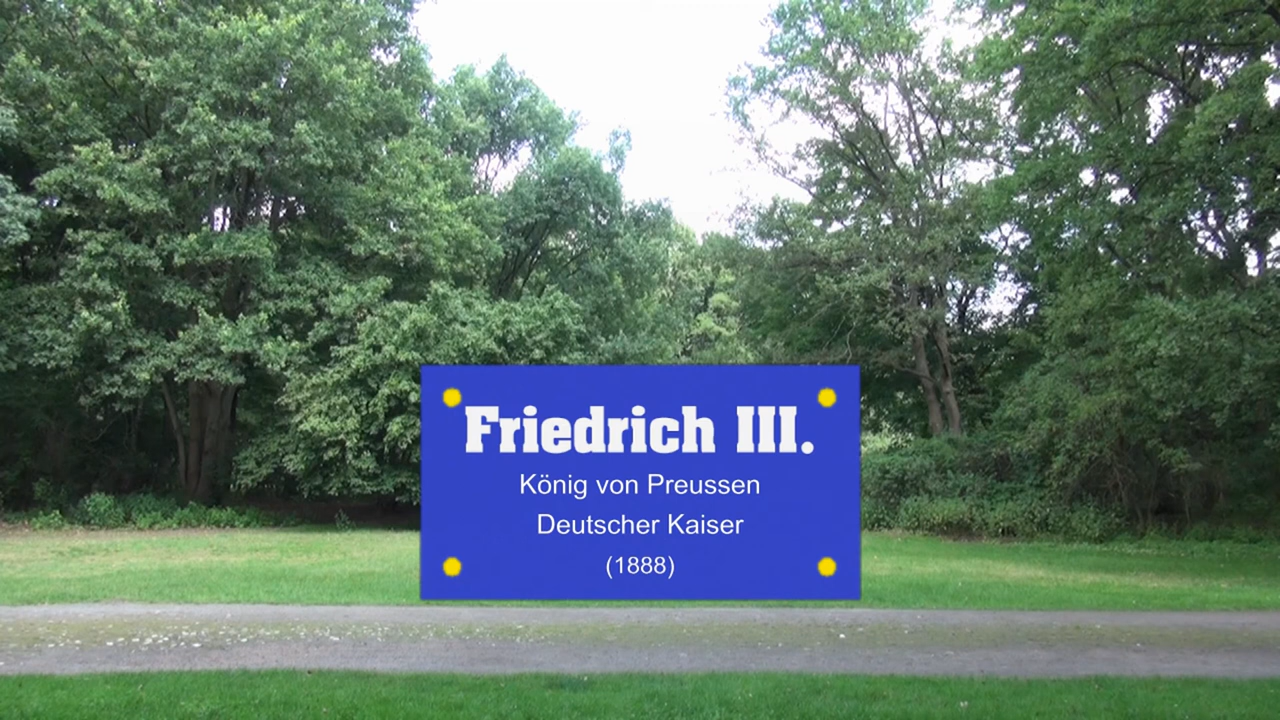 Friedrich III.
König von Preussen
Deutscher Kaiser
(1888)